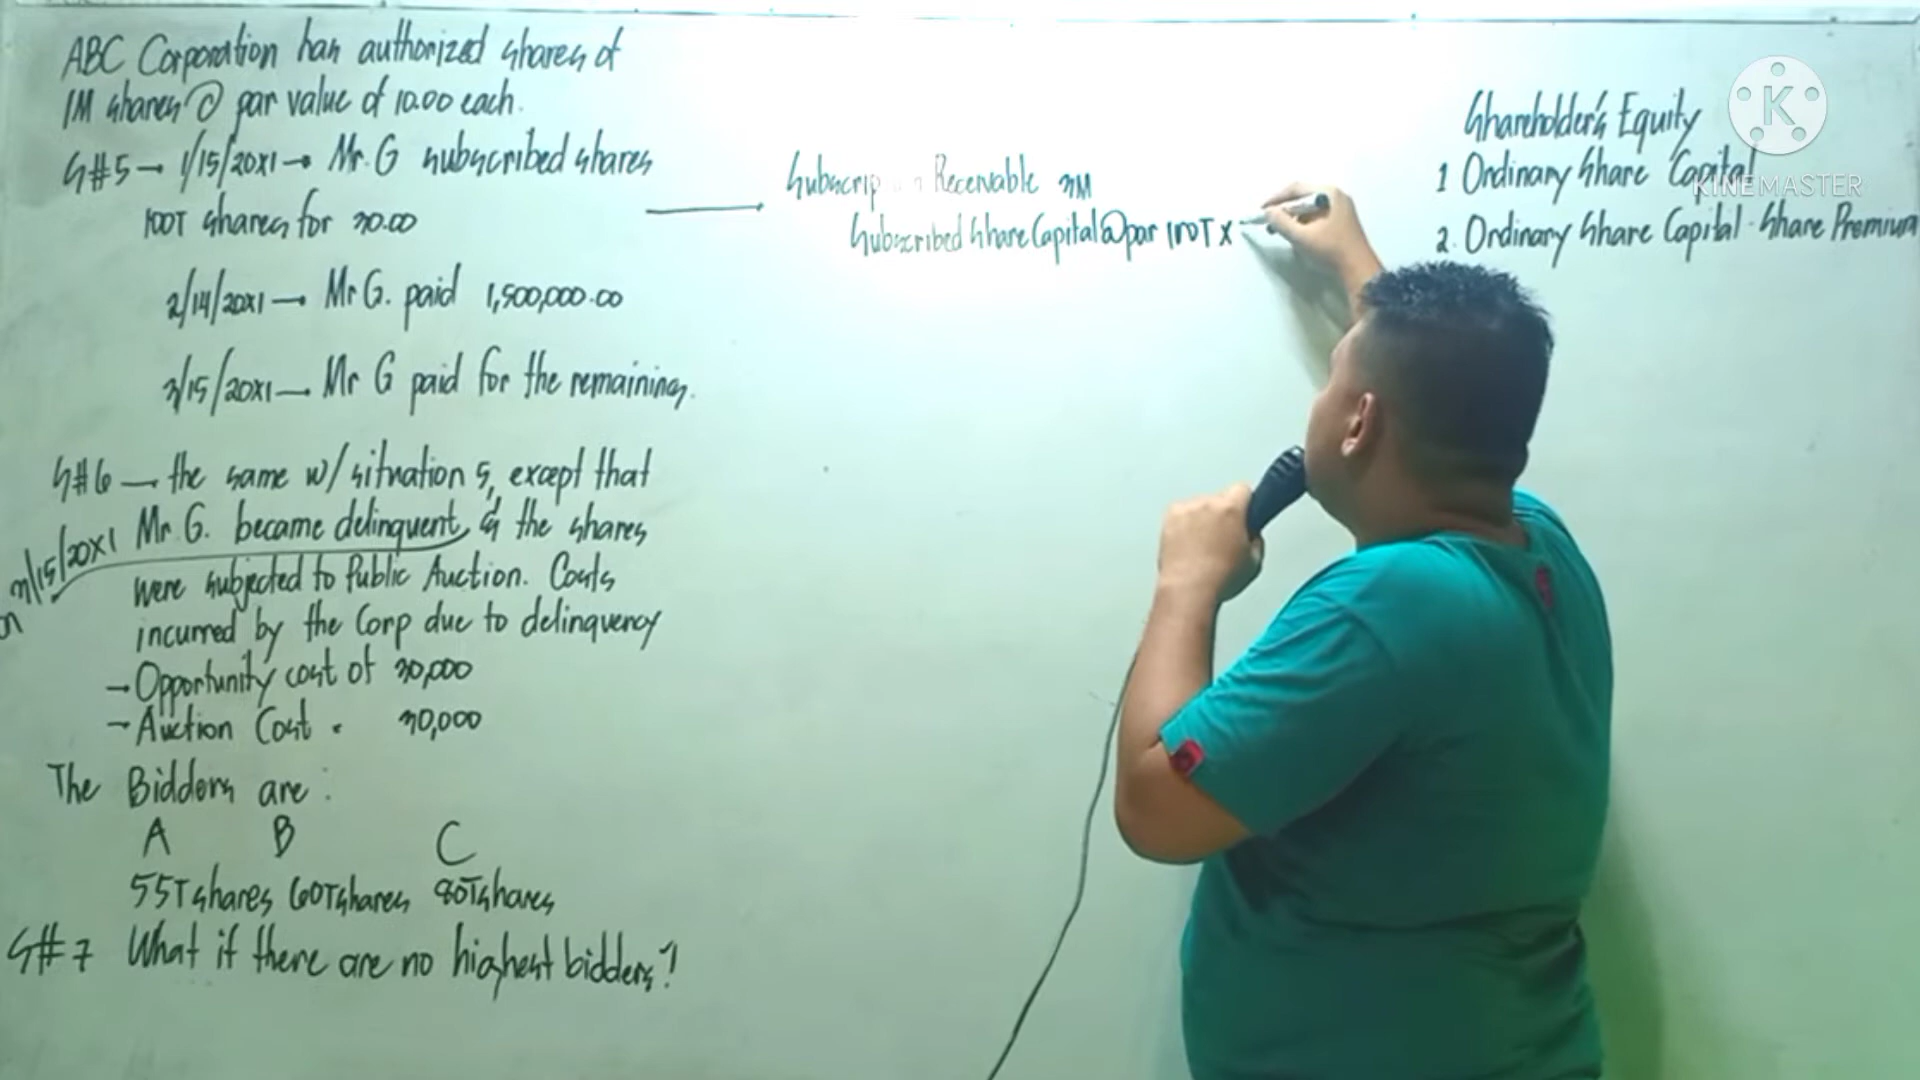 ABC Corporation has authorized shares of
1M shares @ par value of 10.00 each.
S#5 → 1/15/20X1 → Mr. G subscribed shares
100T shares for 30.00
2/14/20X1 → Mr G. paid 1,500,000.00
3/15/20X1 — Mr G paid for the remaining.
S#6 — the same w/ situation 5, except that
3/15/20X1 Mr. G. became delinquent & the shares
were subjected to Public Auction. Costs
incurred by the Corp due to delinquency
- Opportunity cost of 30,000
- Auction Cost - 30,000
The Bidders are :
A B C
55T shares 60T shares 80T shares
S#7 What if there are no highest bidders?
Receivable 3M
Subscribed Share Capital @ par 100T x
Shareholder's Equity
1 Ordinary Share Capital
2. Ordinary Share Capital - Share Premium
K
KINEMASTER